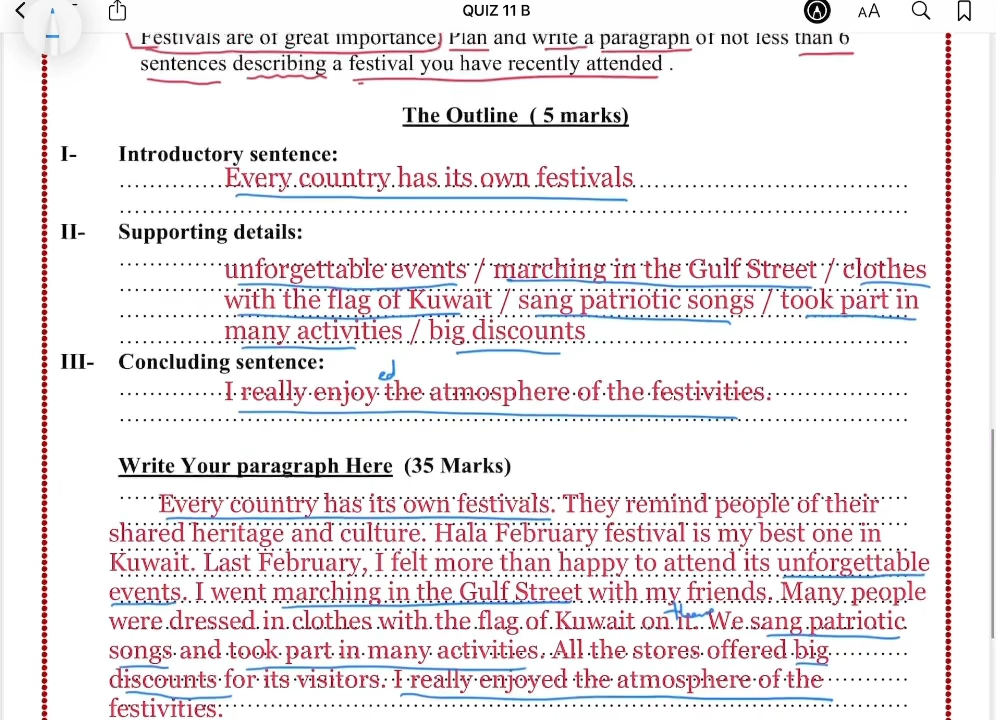 QUIZ 11 B
AA
Festivals are of great importance. Plan and write a paragraph of not less than 6
sentences describing a festival you have recently attended .
The Outline ( 5 marks)
I- Introductory sentence:
Every country has its own festivals
II- Supporting details:
unforgettable events / marching in the Gulf Street / clothes
with the flag of Kuwait / sang patriotic songs / took part in
many activities / big discounts
III- Concluding sentence:
ed
I really enjoy the atmosphere of the festivities.
Write Your paragraph Here (35 Marks)
Every country has its own festivals. They remind people of their
shared heritage and culture. Hala February festival is my best one in
Kuwait. Last February, I felt more than happy to attend its unforgettable
events. I went marching in the Gulf Street with my friends. Many people
were dressed in clothes with the flag of Kuwait on it. We sang patriotic
them
songs and took part in many activities. All the stores offered big
discounts for its visitors. I really enjoyed the atmosphere of the
festivities.